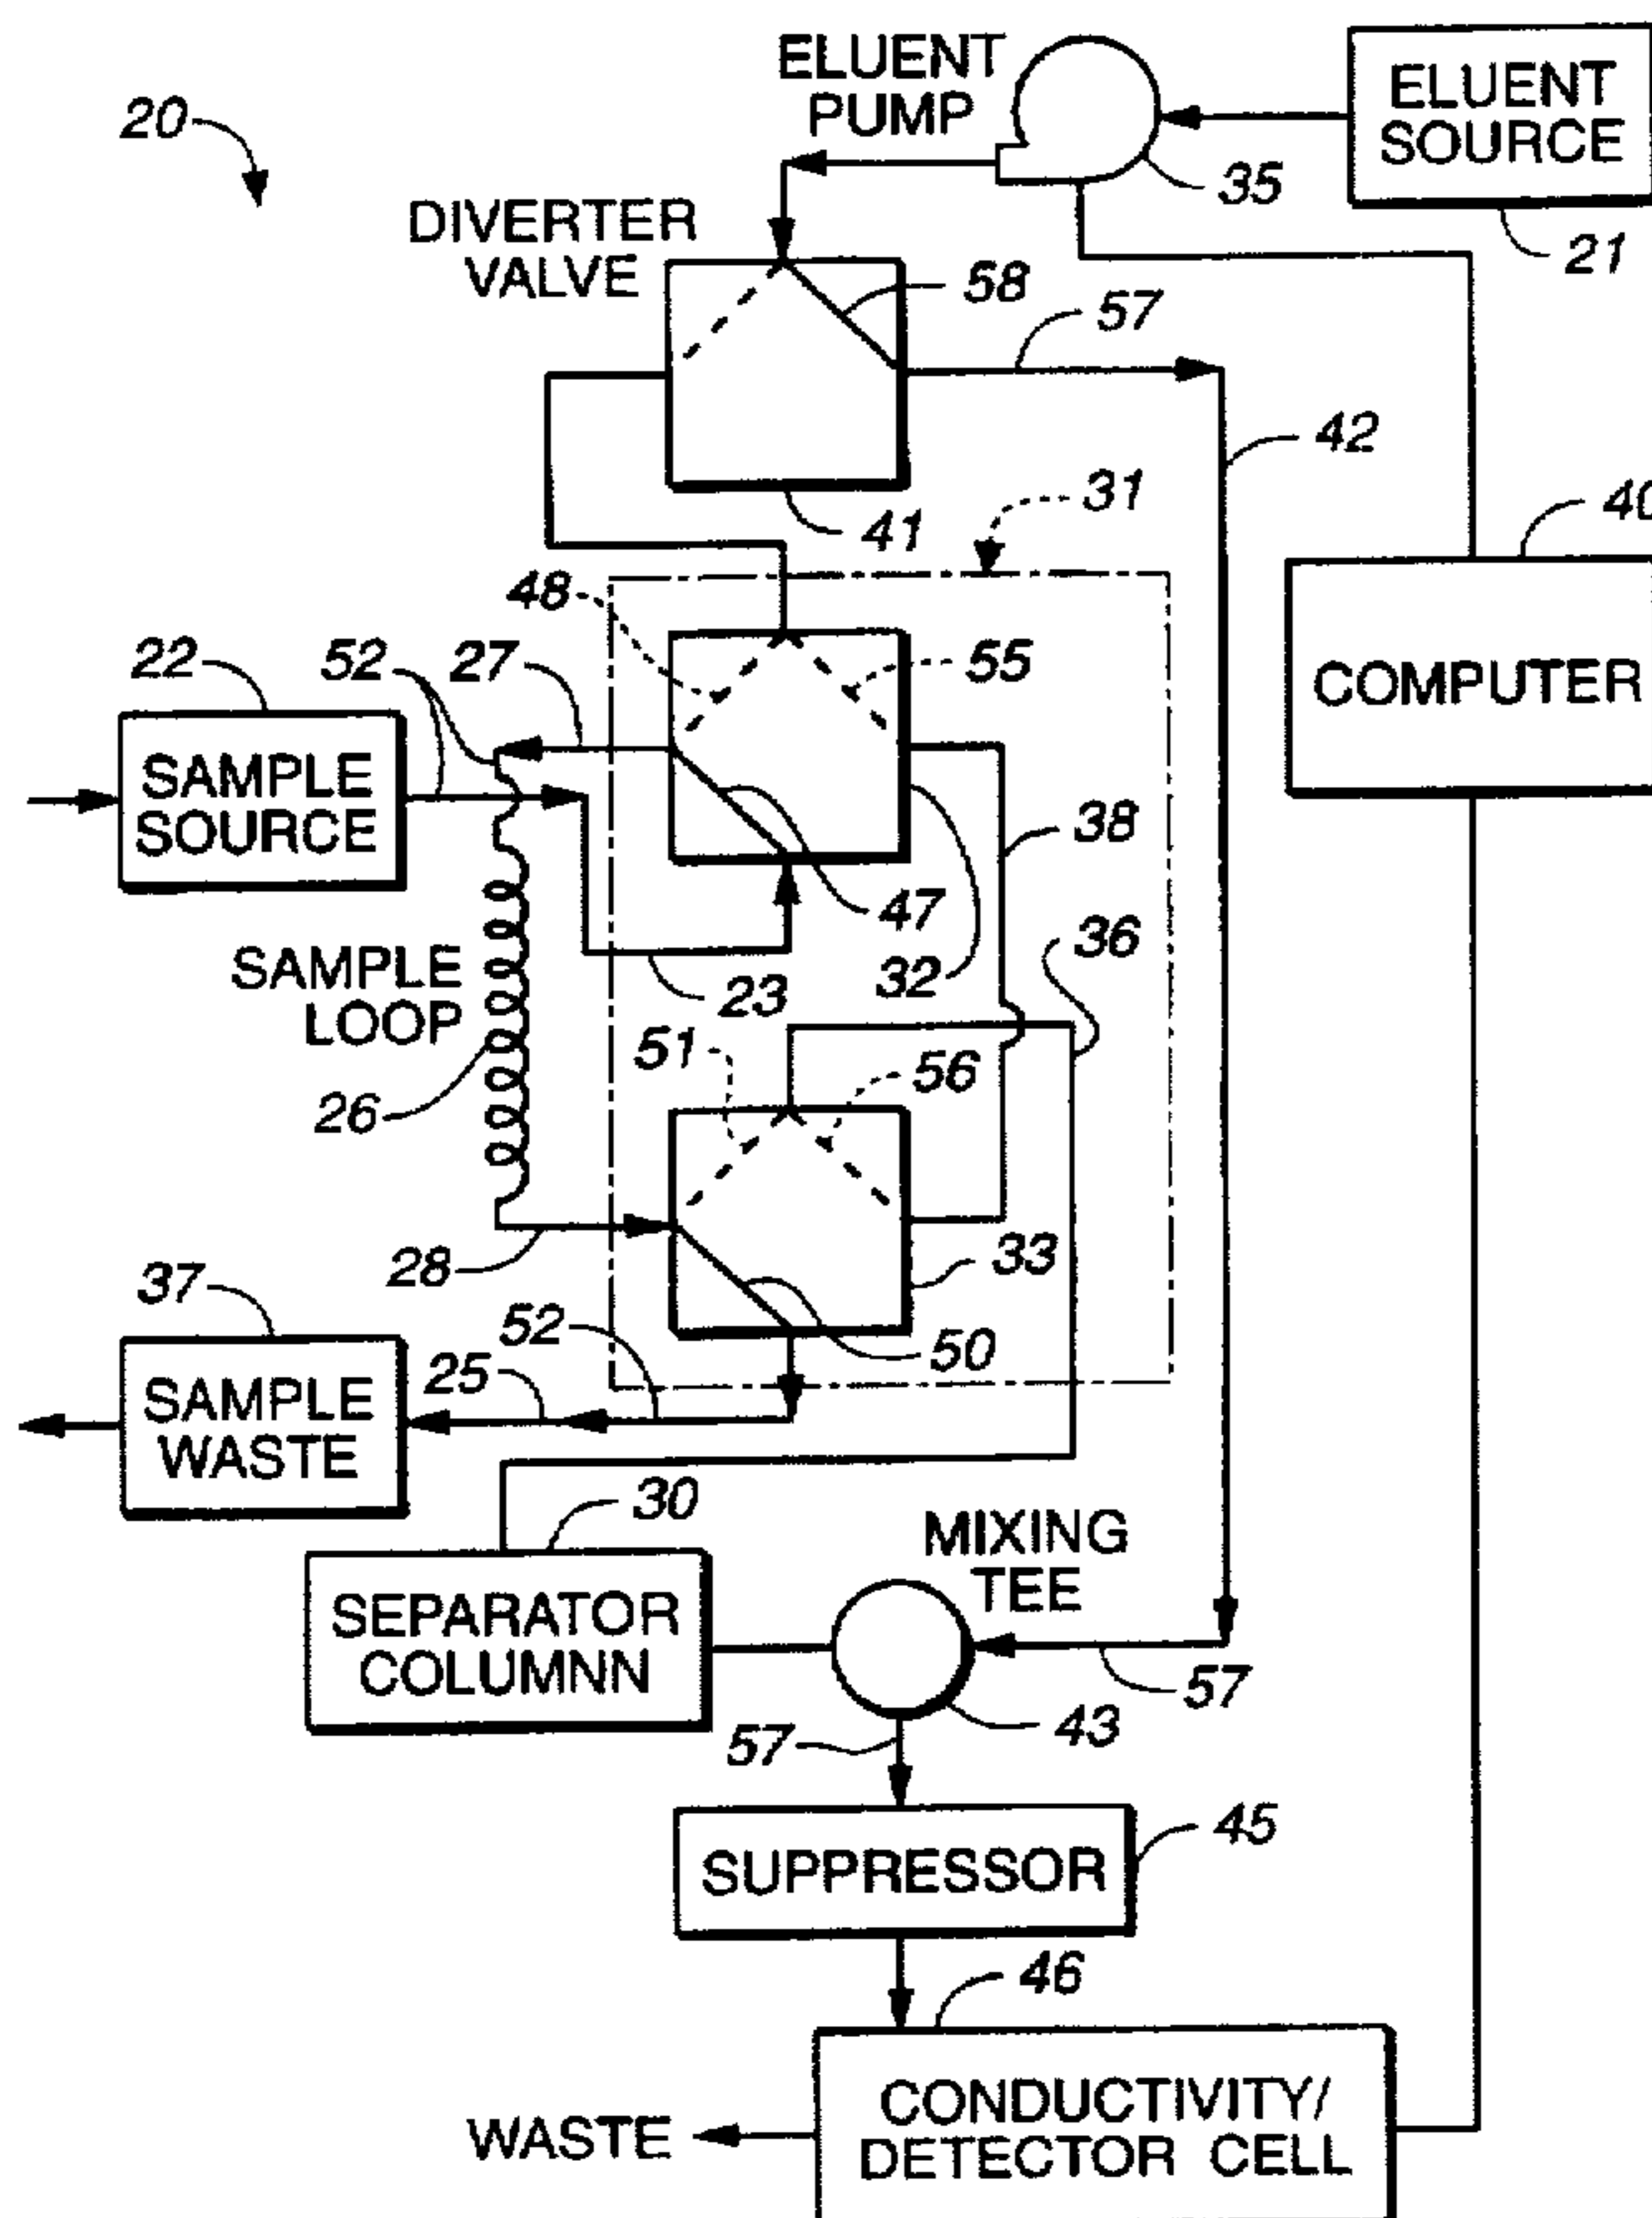 ELUENT
PUMP
ELUENT
SOURCE
20
35
21
DIVERTER
VALVE
58
57
42
41
31
40
48
22
52
27
55
COMPUTER
SAMPLE
SOURCE
38
47
36
SAMPLE
LOOP
23
32
51
56
26
28
33
37
52
50
25
SAMPLE
WASTE
30
MIXING
TEE
SEPARATOR
COLUMNN
57
43
57
45
SUPPRESSOR
46
CONDUCTIVITY/
DETECTOR CELL
WASTE